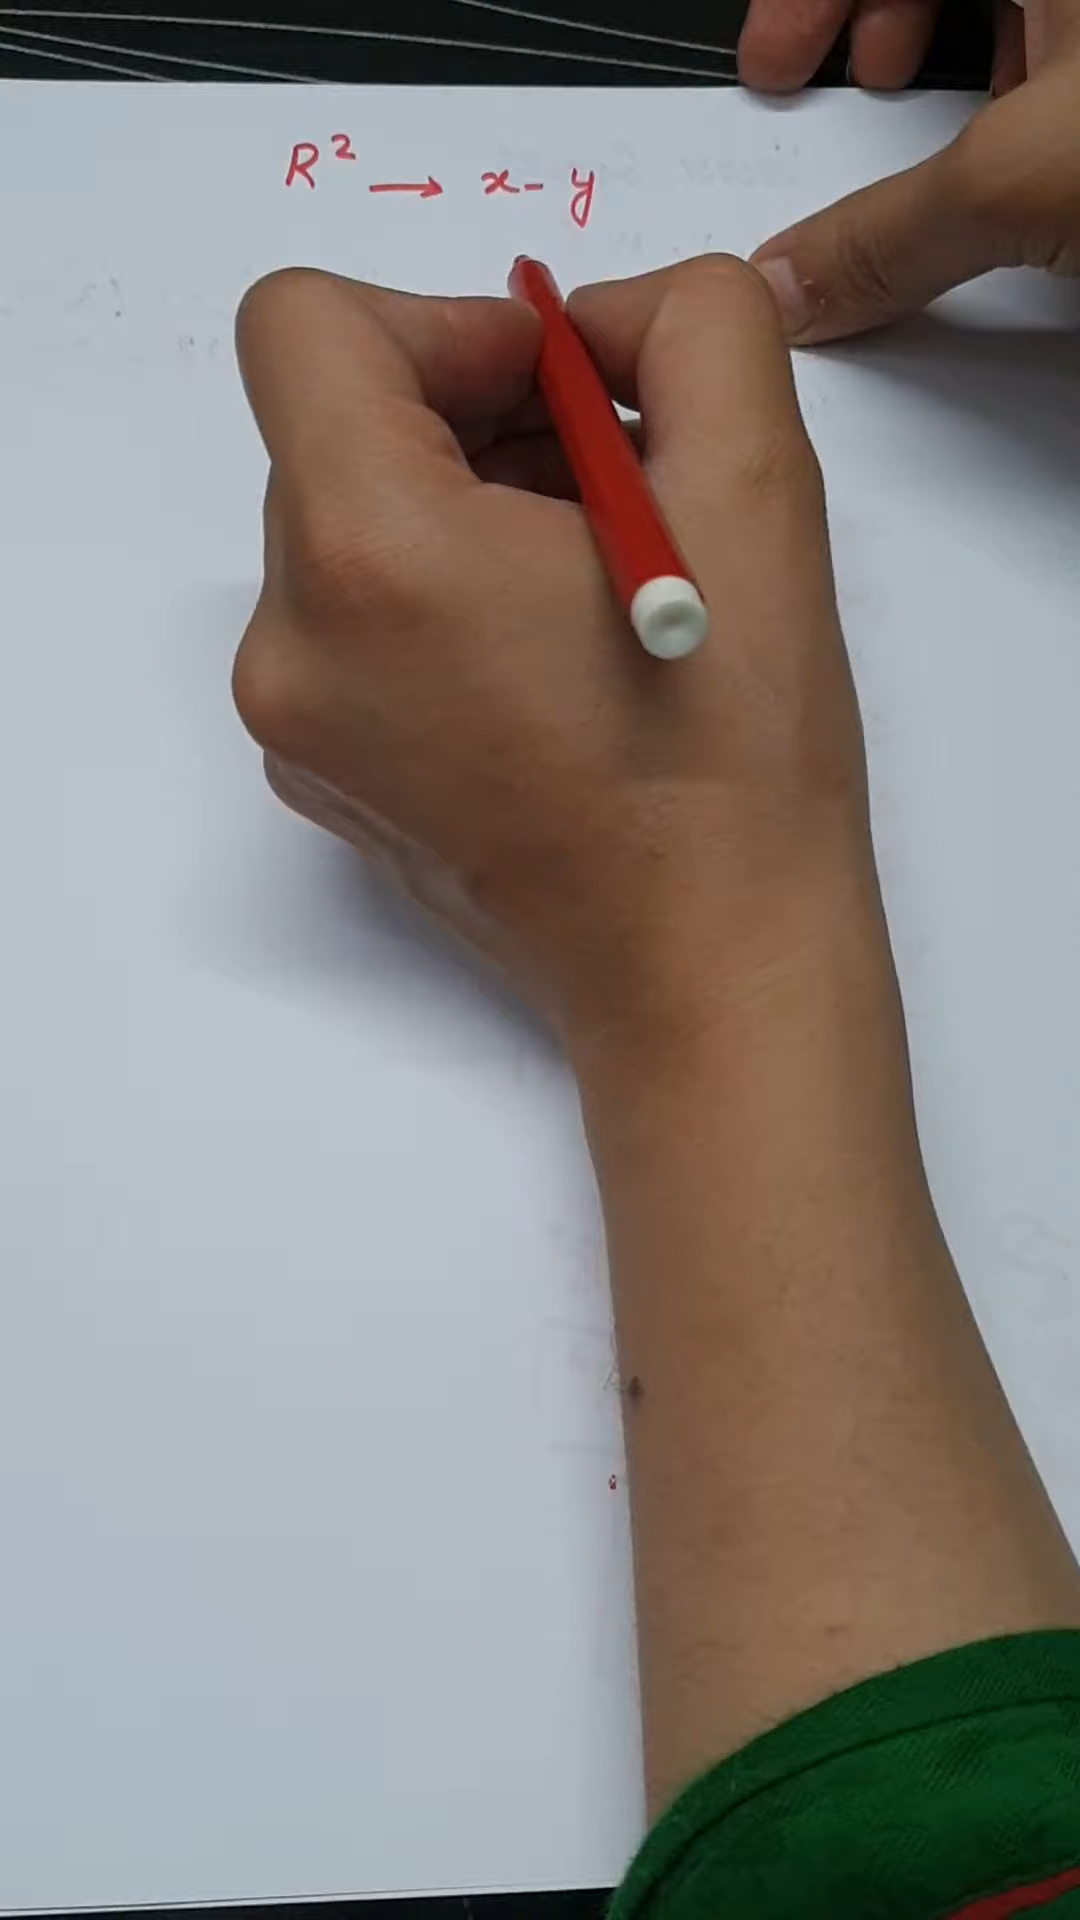 R² → x - y